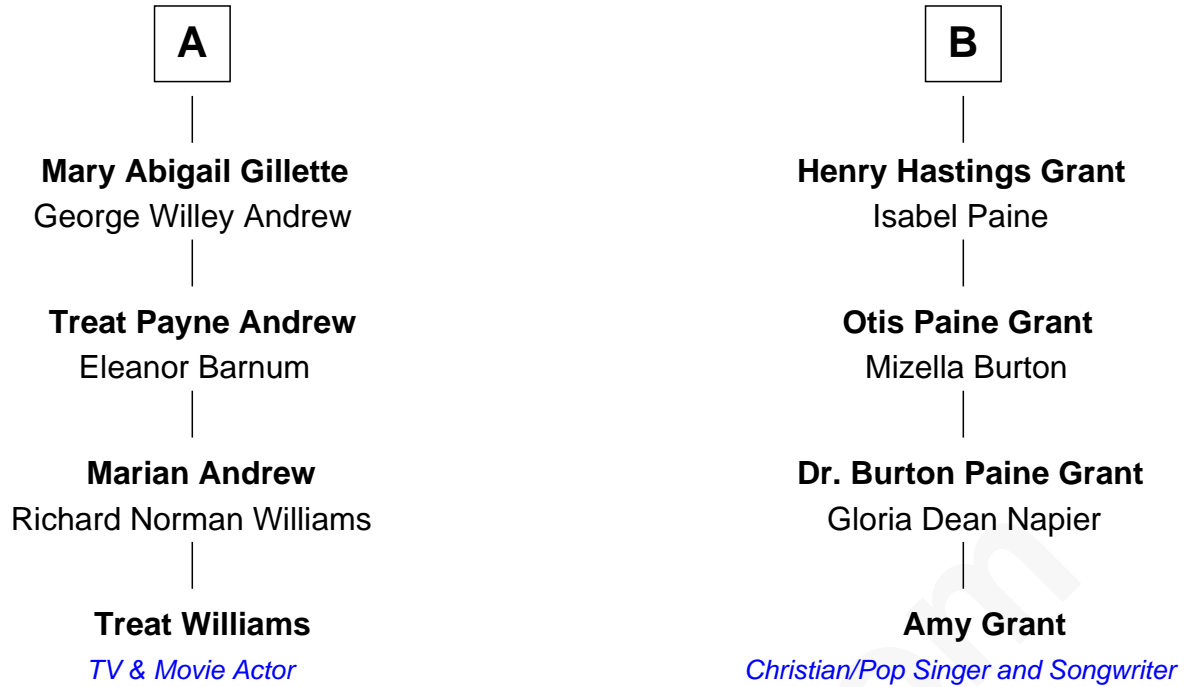 A
B
Mary Abigail Gillette
George Willey Andrew
Henry Hastings Grant
Isabel Paine
Treat Payne Andrew
Eleanor Barnum
Otis Paine Grant
Mizella Burton
Marian Andrew
Richard Norman Williams
Dr. Burton Paine Grant
Gloria Dean Napier
Treat Williams
TV & Movie Actor
Amy Grant
Christian/Pop Singer and Songwriter